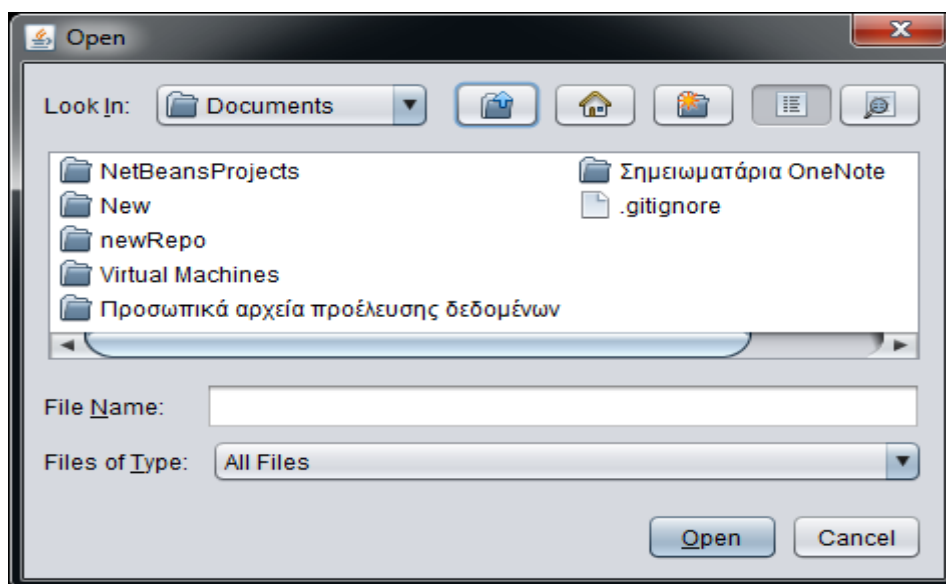 Open
Look In: Documents
NetBeansProjects
New
newRepo
Virtual Machines
Προσωπικά αρχεία προέλευσης δεδομένων
Σημειωματάρια OneNote
.gitignore
File Name:
Files of Type: All Files
Open Cancel